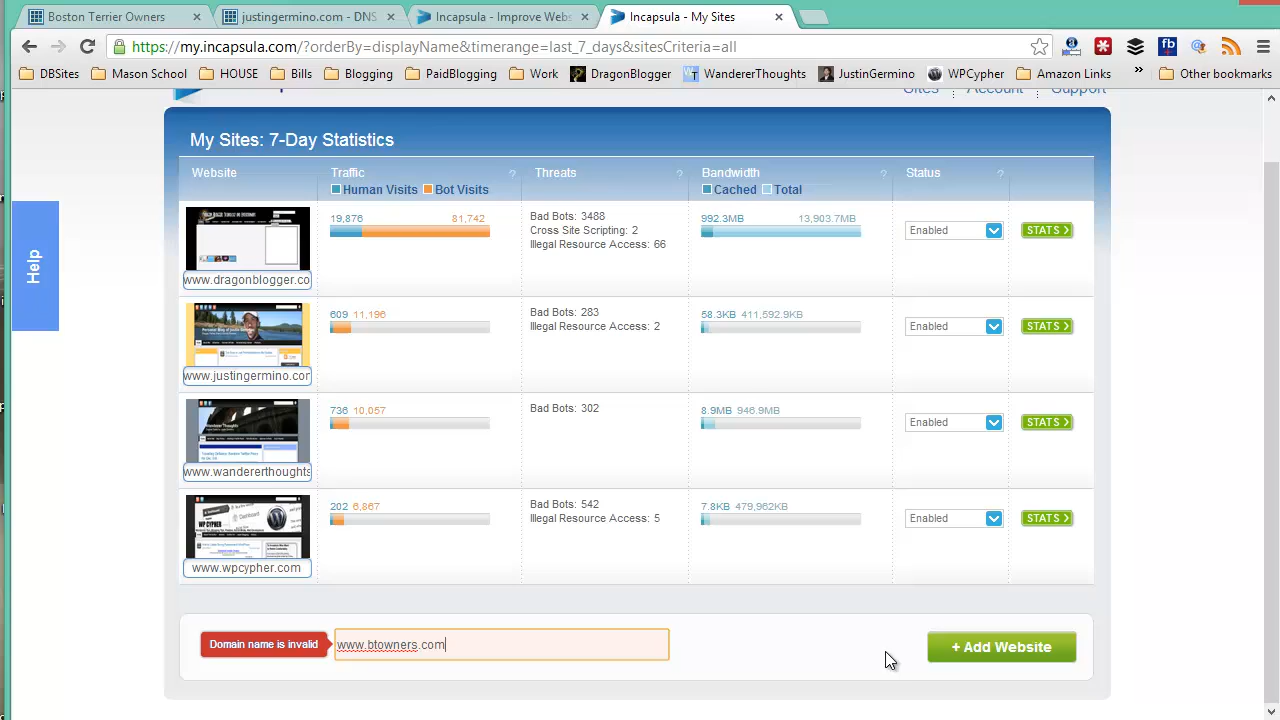 Boston Terrier Owners
justingermino.com - DNS
Incapsula - Improve Webs
Incapsula - My Sites
https://my.incapsula.com/?orderBy=displayName&timerange=last_7_days&sitesCriteria=all
DBSites
Mason School
HOUSE
Bills
Blogging
PaidBlogging
Work
DragonBlogger
WandererThoughts
JustinGermino
WPCypher
Amazon Links
»
Other bookmarks
Sites
Account
Support
Help
My Sites: 7-Day Statistics
Website
Traffic ?
Threats ?
Bandwidth ?
Status ?
Human Visits Bot Visits
Cached Total
19,876 81,742
Bad Bots: 3488
Cross Site Scripting: 2
Illegal Resource Access: 66
992.3MB 13,903.7MB
Enabled
STATS >
www.dragonblogger.co
609 11,196
Bad Bots: 283
Illegal Resource Access: 5
58.3KB 411,592.9KB
Enabled
STATS >
www.justingermino.com
736 10,057
Bad Bots: 302
8.9MB 946.9MB
Enabled
STATS >
www.wandererthoughts
WP CYPHER
202 6,867
Bad Bots: 542
Illegal Resource Access: 5
7.8KB 479,962KB
Enabled
STATS >
www.wpcypher.com
Domain name is invalid
www.btowners.com
+ Add Website